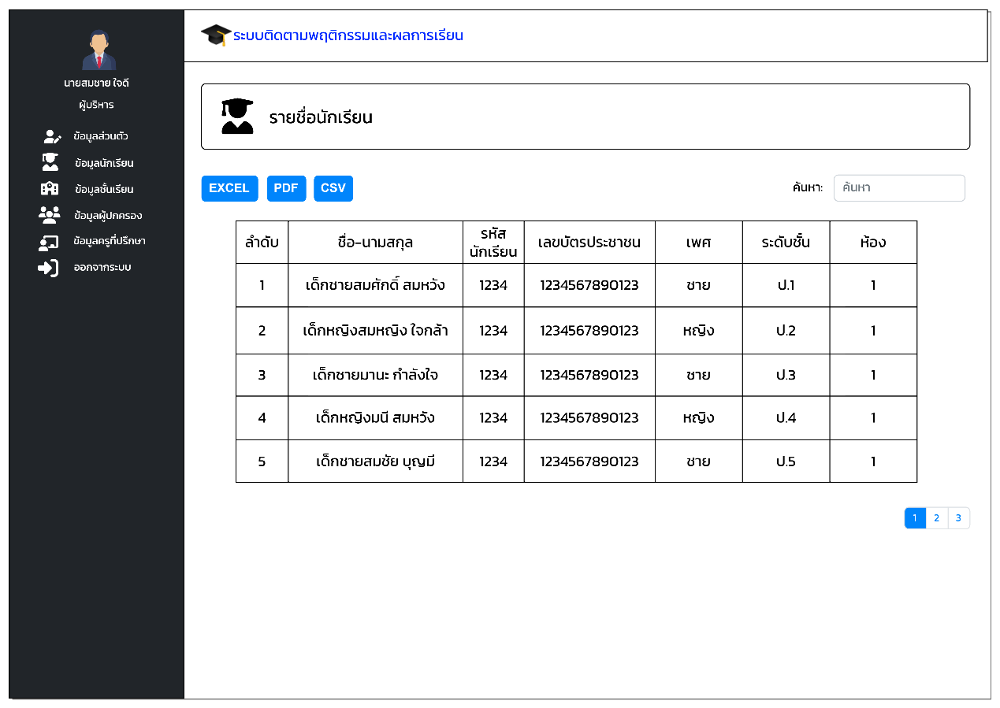 นายสมชาย ใจดี
ผู้บริหาร
ข้อมูลส่วนตัว
ข้อมูลนักเรียน
ข้อมูลชั้นเรียน
ข้อมูลผู้ปกครอง
ข้อมูลครูที่ปรึกษา
ออกจากระบบ
ระบบติดตามพฤติกรรมและผลการเรียน
รายชื่อนักเรียน
EXCEL PDF CSV ค้นหา: ค้นหา
ลำดับ ชื่อ-นามสกุล รหัสนักเรียน เลขบัตรประชาชน เพศ ระดับชั้น ห้อง
1 เด็กชายสมศักดิ์ สมหวัง 1234 1234567890123 ชาย ป.1 1
2 เด็กหญิงสมหญิง ใจกล้า 1234 1234567890123 หญิง ป.2 1
3 เด็กชายมานะ กำลังใจ 1234 1234567890123 ชาย ป.3 1
4 เด็กหญิงมนี สมหวัง 1234 1234567890123 หญิง ป.4 1
5 เด็กชายสมชัย บุญมี 1234 1234567890123 ชาย ป.5 1
1 2 3